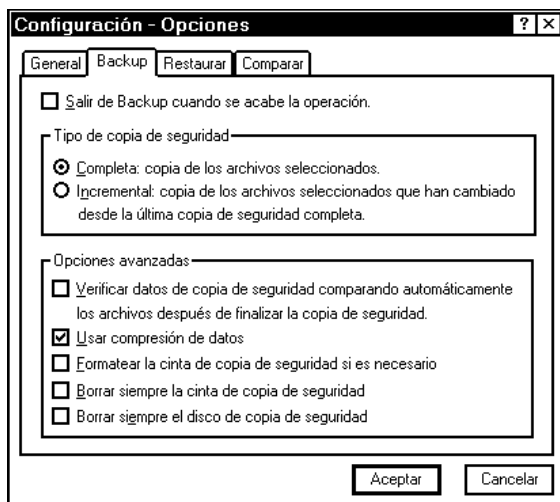 Configuración - Opciones
General Backup Restaurar Comparar
Salir de Backup cuando se acabe la operación.
Tipo de copia de seguridad
Completa: copia de los archivos seleccionados.
Incremental: copia de los archivos seleccionados que han cambiado
desde la última copia de seguridad completa.
Opciones avanzadas
Verificar datos de copia de seguridad comparando automáticamente
los archivos después de finalizar la copia de seguridad.
Usar compresión de datos
Formatear la cinta de copia de seguridad si es necesario
Borrar siempre la cinta de copia de seguridad
Borrar siempre el disco de copia de seguridad
Aceptar Cancelar